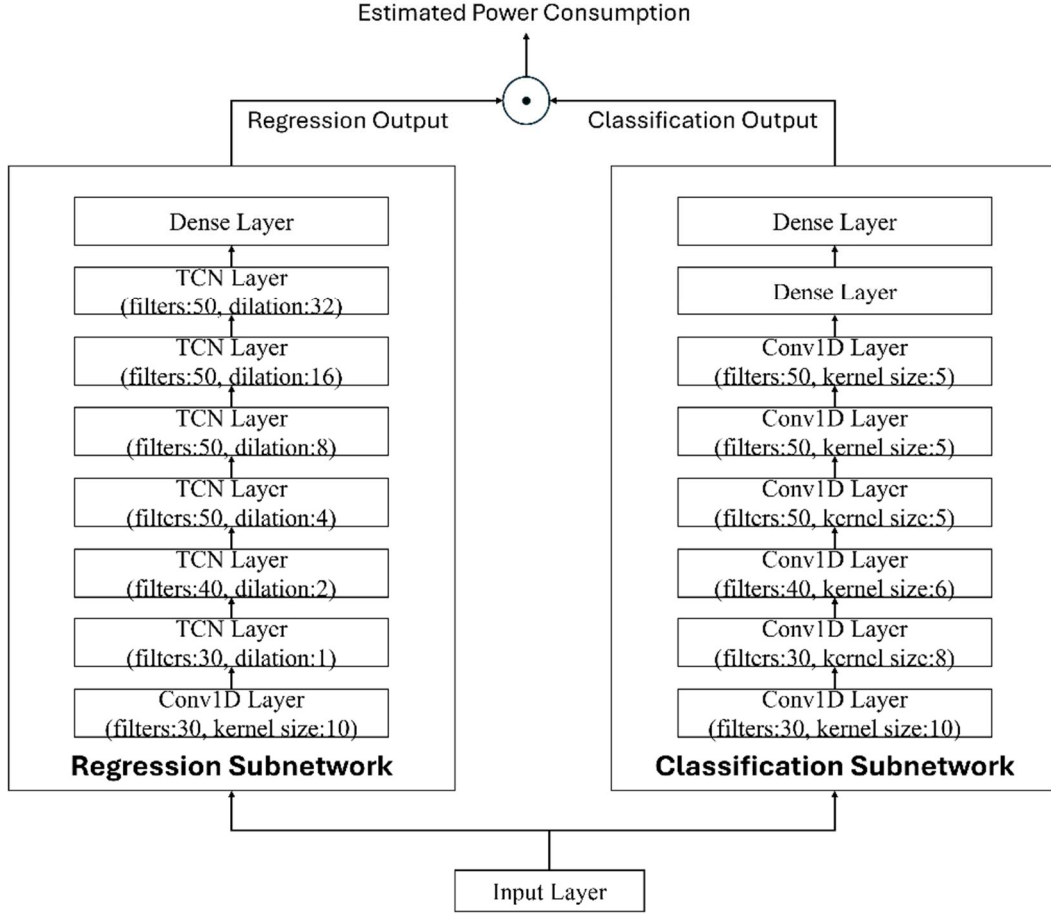 Estimated Power Consumption
Regression Output
Classification Output
Dense Layer
TCN Layer
(filters:50, dilation:32)
TCN Layer
(filters:50, dilation:16)
TCN Layer
(filters:50, dilation:8)
TCN Layer
(filters:50, dilation:4)
TCN Layer
(filters:40, dilation:2)
TCN Layer
(filters:30, dilation:1)
Conv1D Layer
(filters:30, kernel size:10)
Regression Subnetwork
Dense Layer
Dense Layer
Conv1D Layer
(filters:50, kernel size:5)
Conv1D Layer
(filters:50, kernel size:5)
Conv1D Layer
(filters:50, kernel size:5)
Conv1D Layer
(filters:40, kernel size:6)
Conv1D Layer
(filters:30, kernel size:8)
Conv1D Layer
(filters:30, kernel size:10)
Classification Subnetwork
Input Layer